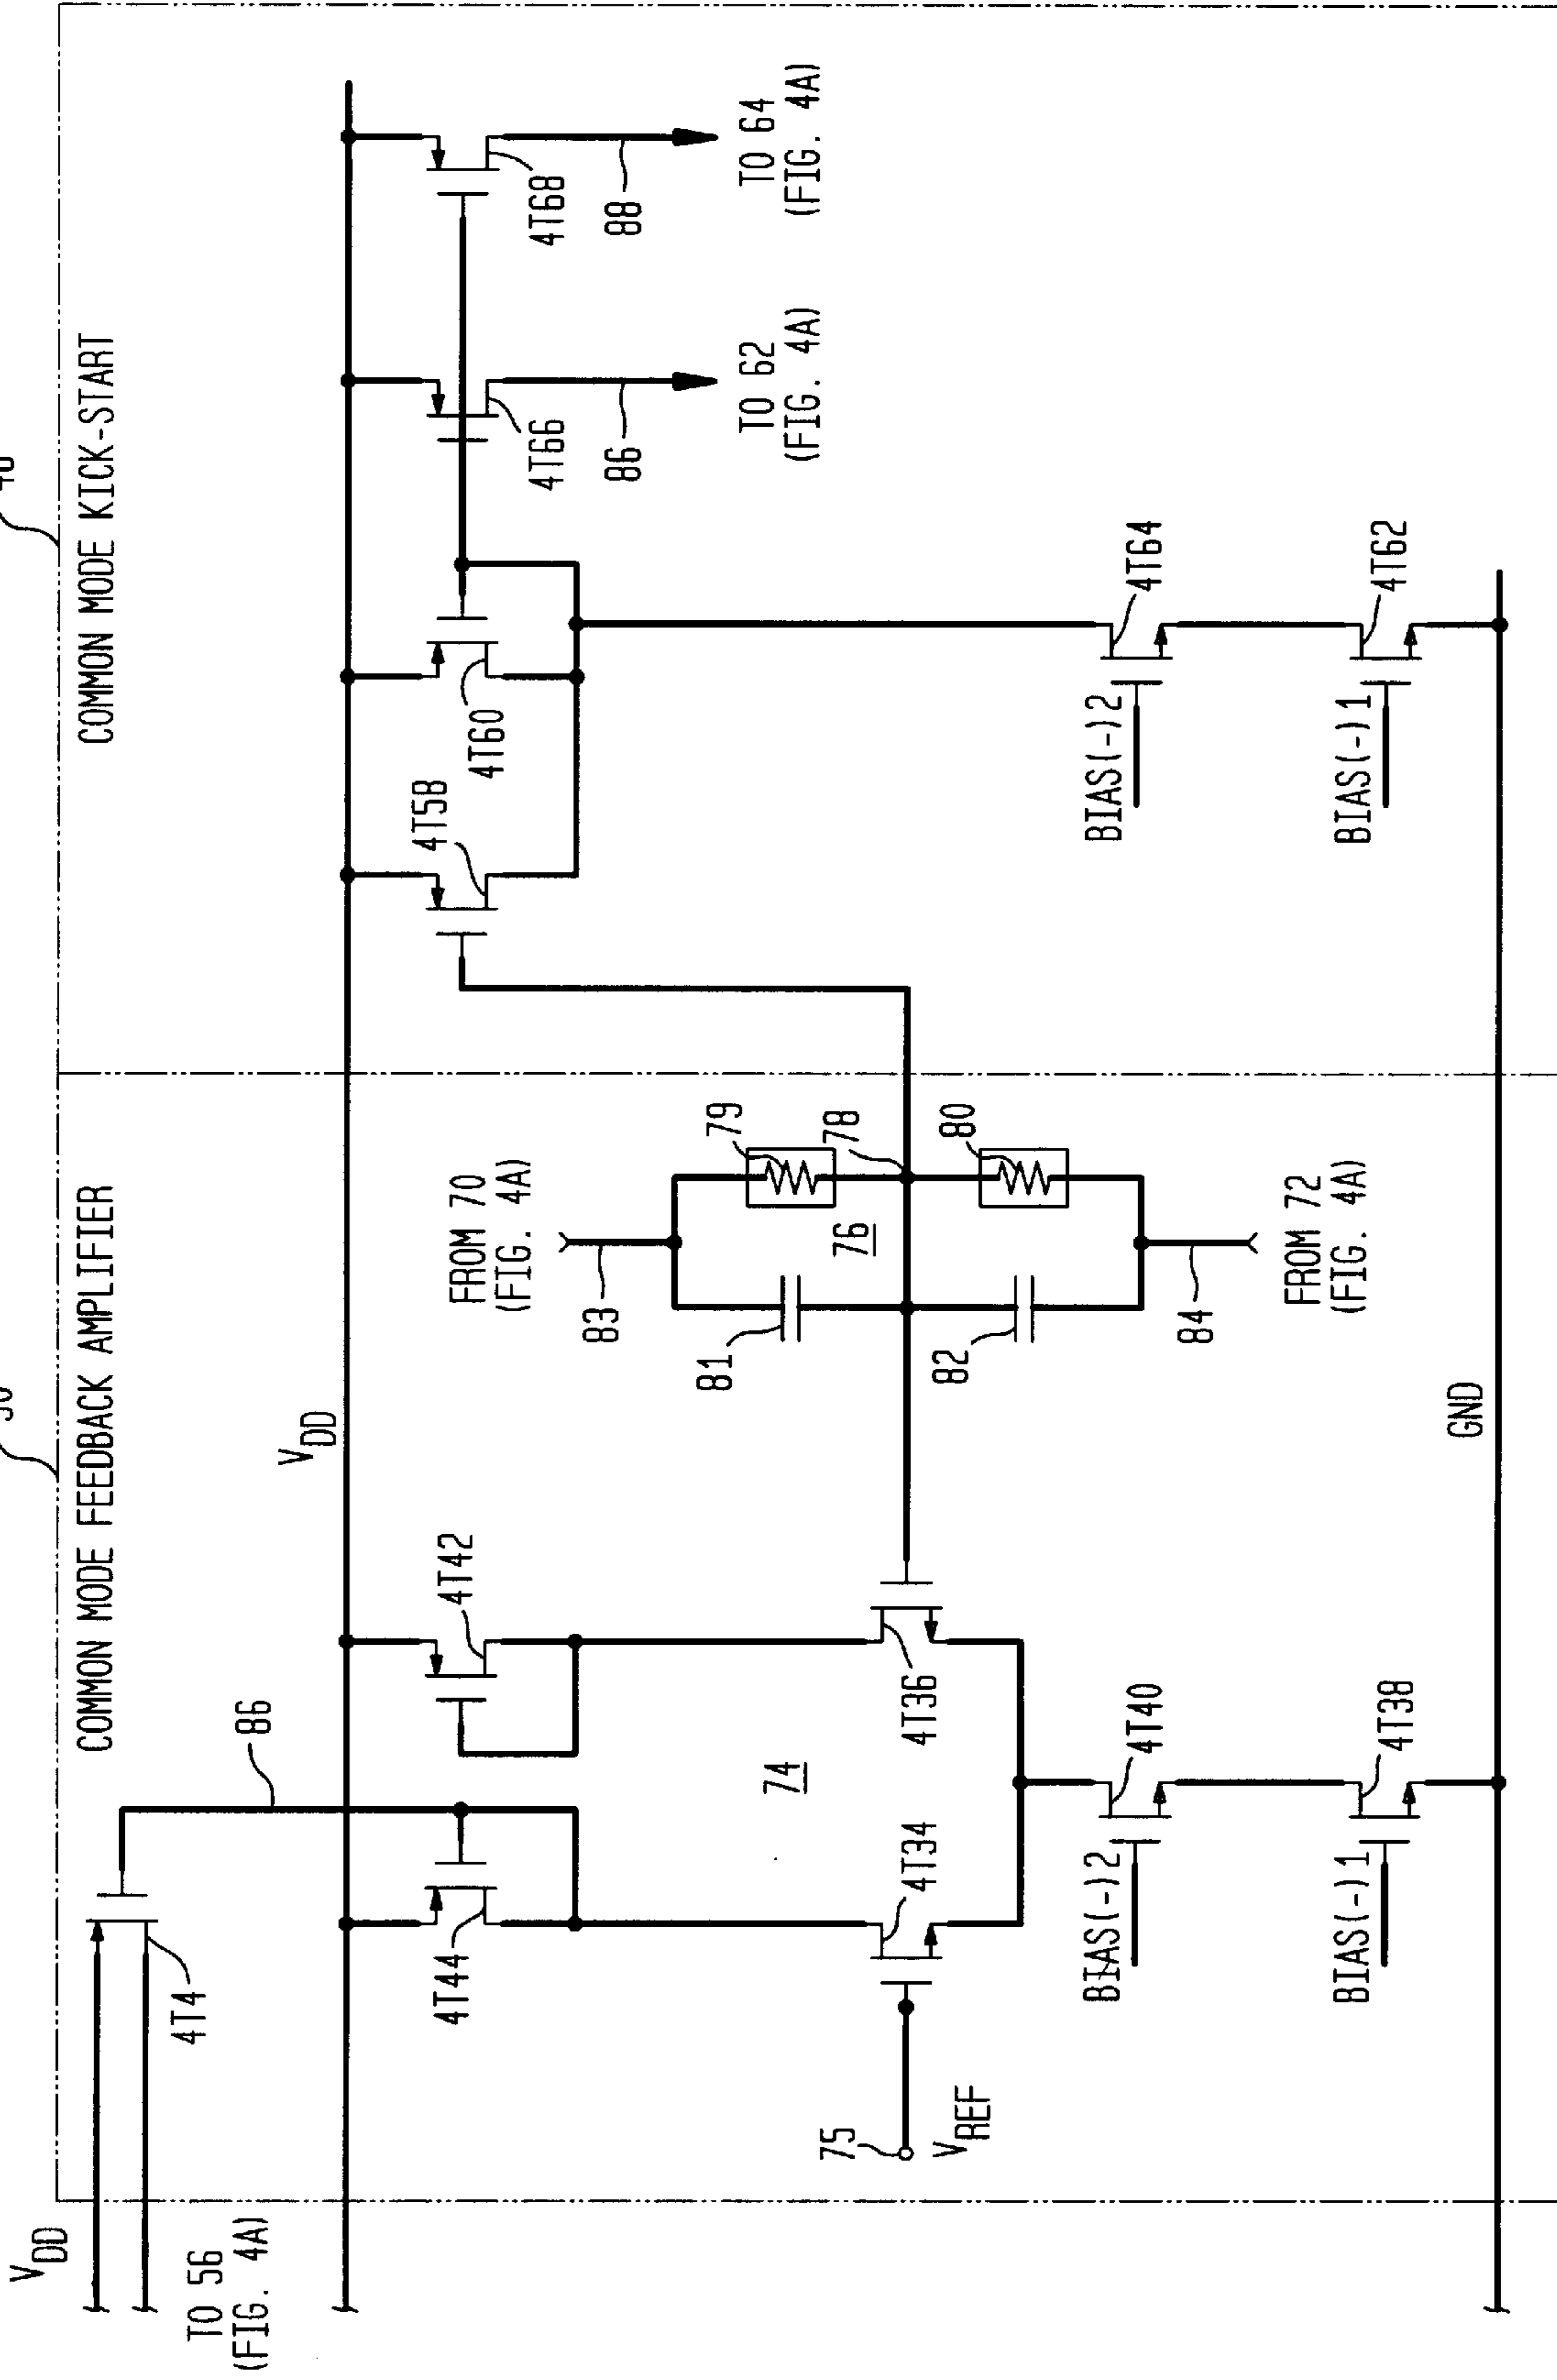 COMMON MODE FEEDBACK AMPLIFIER
COMMON MODE KICK-START
VDD
TO 56
(FIG. 4A)
4T4
86
VDD
4T44
4T42
4T58
4T60
4T66
4T68
86
88
TO 62
(FIG. 4A)
TO 64
(FIG. 4A)
FROM 70
(FIG. 4A)
83
79
81
76
78
74
75
VREF
4T34
4T36
82
80
84
FROM 72
(FIG. 4A)
BIAS(-)2
4T40
BIAS(-)2
4T64
BIAS(-)1
4T38
BIAS(-)1
4T62
GND